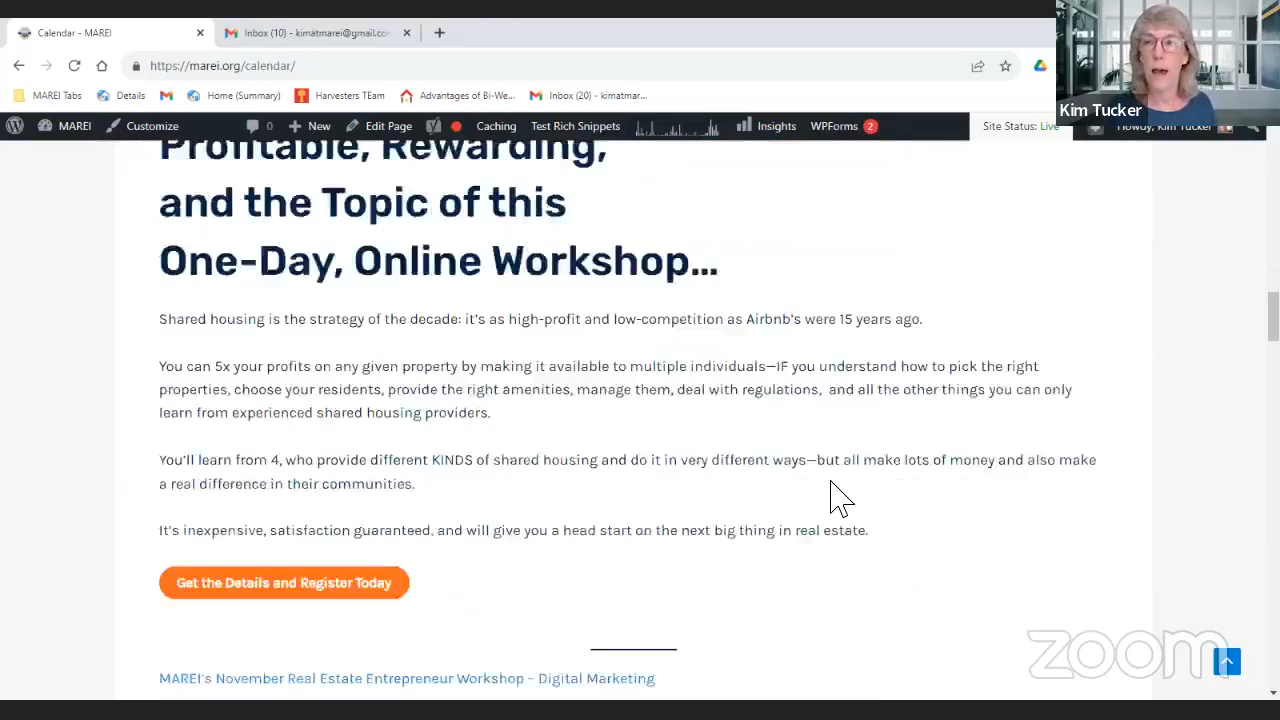 Calendar - MAREI
Inbox (10) - kimatmarei@gmail.co
https://marei.org/calendar/
MAREI Tabs
Details
Home (Summary)
Harvesters TEam
Advantages of Bi-We...
Inbox (20) - kimatmar...
Kim Tucker
MAREI
Customize
0
New
Edit Page
Caching
Test Rich Snippets
Insights
WPForms 2
Site Status: Live
Howdy, Kim Tucker
Profitable, Rewarding,
and the Topic of this
One-Day, Online Workshop...
Shared housing is the strategy of the decade: it's as high-profit and low-competition as Airbnb's were 15 years ago.
You can 5x your profits on any given property by making it available to multiple individuals—IF you understand how to pick the right
properties, choose your residents, provide the right amenities, manage them, deal with regulations, and all the other things you can only
learn from experienced shared housing providers.
You'll learn from 4, who provide different KINDS of shared housing and do it in very different ways—but all make lots of money and also make
a real difference in their communities.
It's inexpensive, satisfaction guaranteed, and will give you a head start on the next big thing in real estate.
Get the Details and Register Today
zoom
MAREI's November Real Estate Entrepreneur Workshop – Digital Marketing